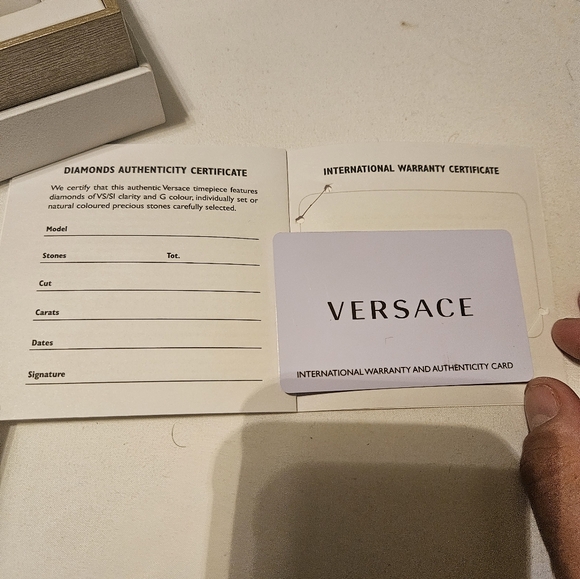 DIAMONDS AUTHENTICITY CERTIFICATE
We certify that this authentic Versace timepiece features
diamonds of VS/SI clarity and G colour, individually set or
natural coloured precious stones carefully selected.
Model
Stones Tot.
Cut
Carats
Dates
Signature
INTERNATIONAL WARRANTY CERTIFICATE
VERSACE
INTERNATIONAL WARRANTY AND AUTHENTICITY CARD